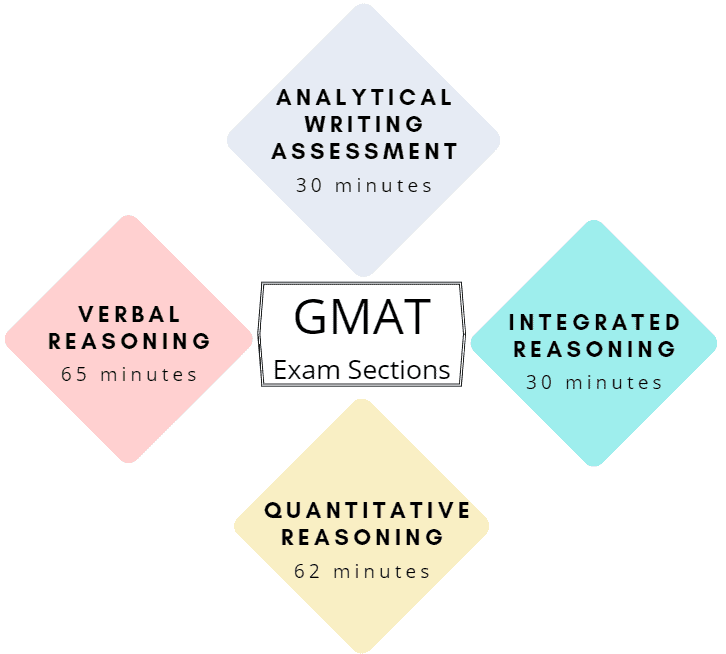 ANALYTICAL
WRITING
ASSESSMENT
30 minutes
VERBAL
REASONING
65 minutes
GMAT
Exam Sections
INTEGRATED
REASONING
30 minutes
QUANTITATIVE
REASONING
62 minutes